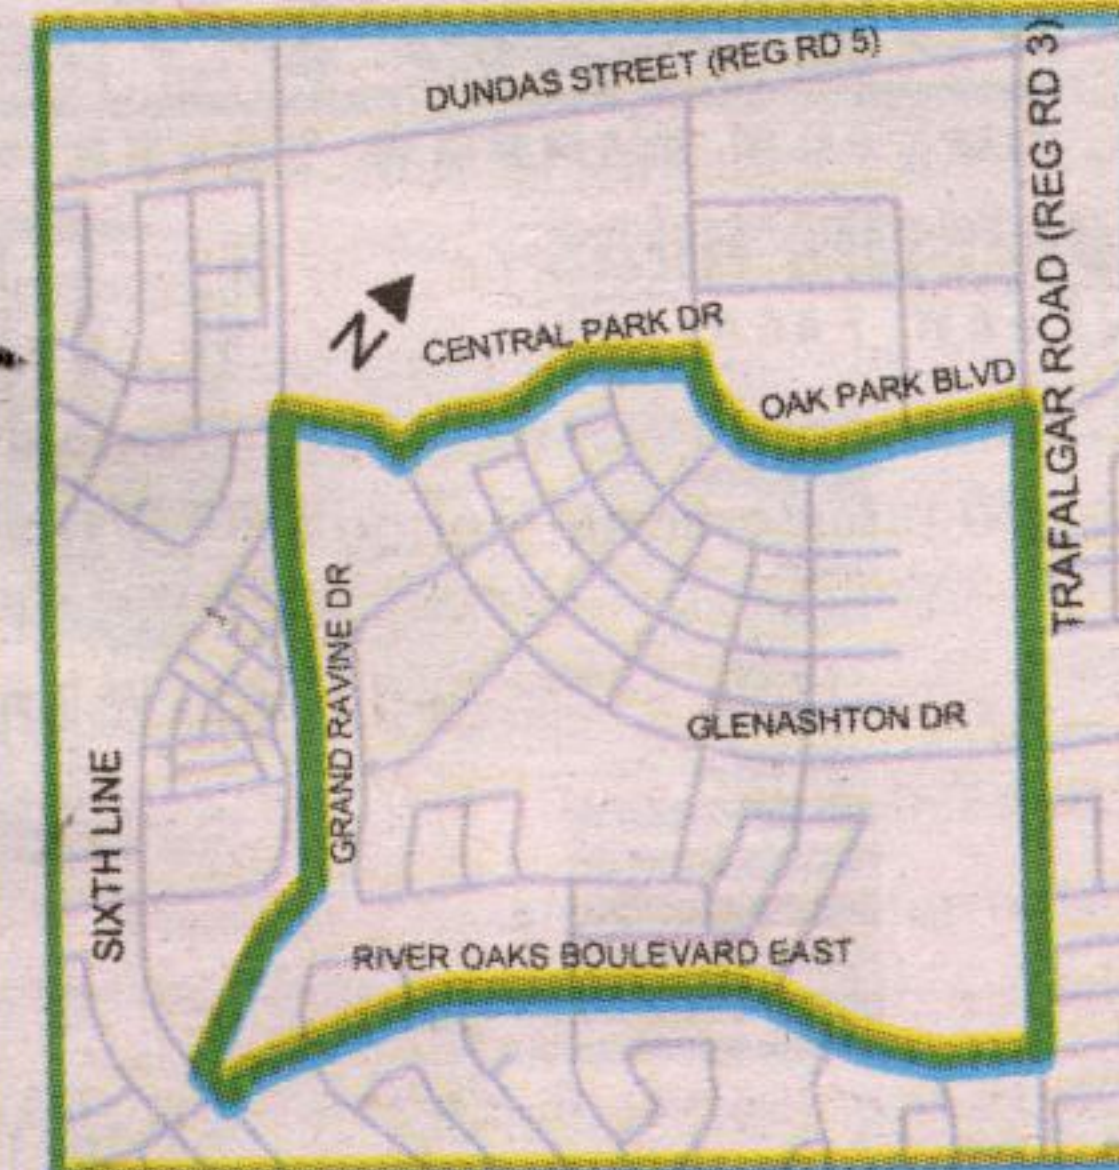 DUNDAS STREET (REG RD 5)
TRAFALGAR ROAD (REG RD 3)
N
CENTRAL PARK DR
OAK PARK BLVD
GRAND RAVINE DR
GLENASHTON DR
SIXTH LINE
RIVER OAKS BOULEVARD EAST